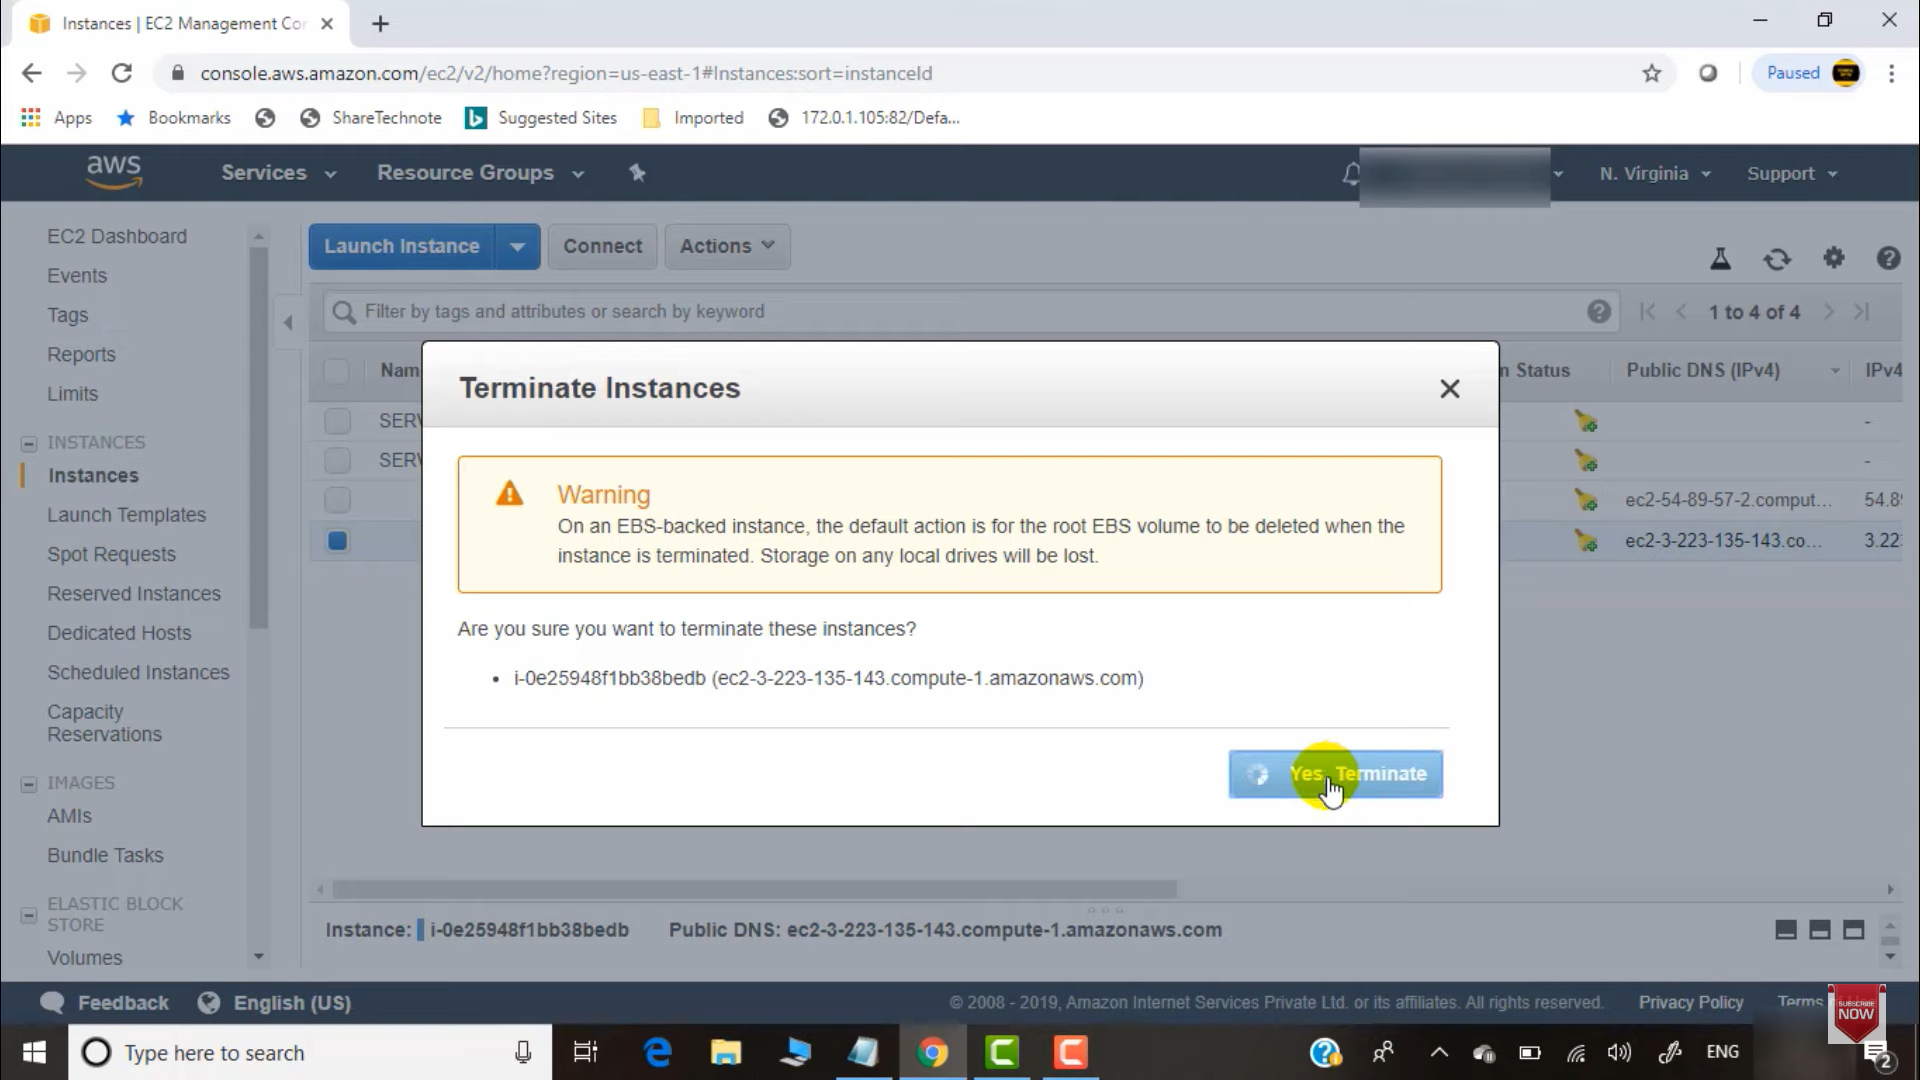 Instances | EC2 Management Cor
console.aws.amazon.com/ec2/v2/home?region=us-east-1#Instances:sort=instanceId
Paused
Apps Bookmarks ShareTechnote Suggested Sites Imported 172.0.1.105:82/Defa...
aws Services Resource Groups N. Virginia Support
EC2 Dashboard
Events
Tags
Reports
Limits
INSTANCES
Instances
Launch Templates
Spot Requests
Reserved Instances
Dedicated Hosts
Scheduled Instances
Capacity
Reservations
IMAGES
AMIs
Bundle Tasks
ELASTIC BLOCK
STORE
Volumes
Launch Instance Connect Actions
Filter by tags and attributes or search by keyword
1 to 4 of 4
Nam n Status Public DNS (IPv4) IPv4
SERV -
SERV -
ec2-54-89-57-2.comput... 54.89
ec2-3-223-135-143.co... 3.223
Terminate Instances
Warning
On an EBS-backed instance, the default action is for the root EBS volume to be deleted when the
instance is terminated. Storage on any local drives will be lost.
Are you sure you want to terminate these instances?
• i-0e25948f1bb38bedb (ec2-3-223-135-143.compute-1.amazonaws.com)
Yes, Terminate
Instance: i-0e25948f1bb38bedb Public DNS: ec2-3-223-135-143.compute-1.amazonaws.com
Feedback English (US)
© 2008 - 2019, Amazon Internet Services Private Ltd. or its affiliates. All rights reserved. Privacy Policy Terms
SUBSCRIBE
NOW
Type here to search
ENG
2